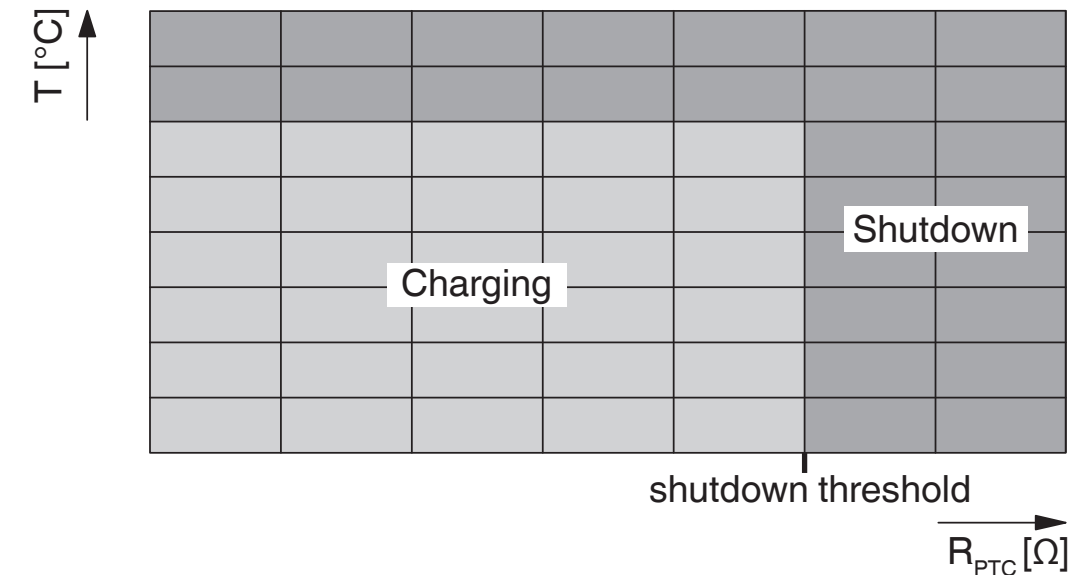 T [°C]
Shutdown
Charging
shutdown threshold
R_PTC [Ω]